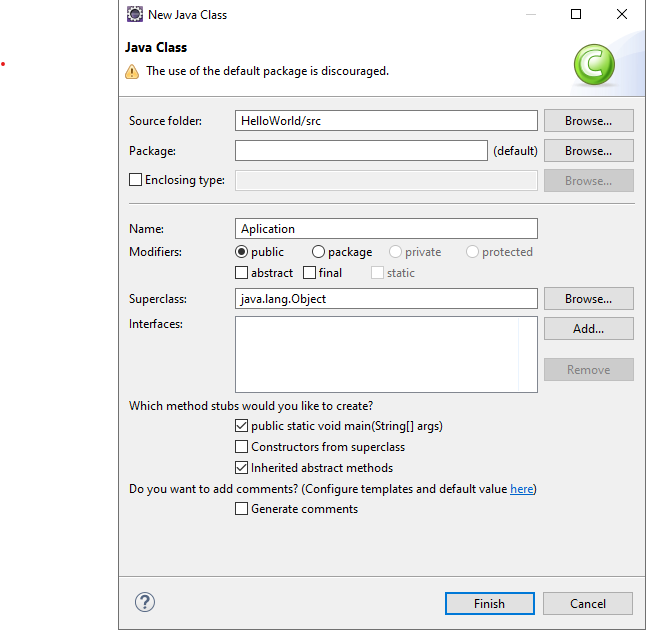 New Java Class
Java Class
The use of the default package is discouraged.
Source folder: HelloWorld/src Browse...
Package: (default) Browse...
Enclosing type: Browse...
Name: Aplication
Modifiers: public package private protected
abstract final static
Superclass: java.lang.Object Browse...
Interfaces: Add...
Remove
Which method stubs would you like to create?
public static void main(String[] args)
Constructors from superclass
Inherited abstract methods
Do you want to add comments? (Configure templates and default value here)
Generate comments
? Finish Cancel